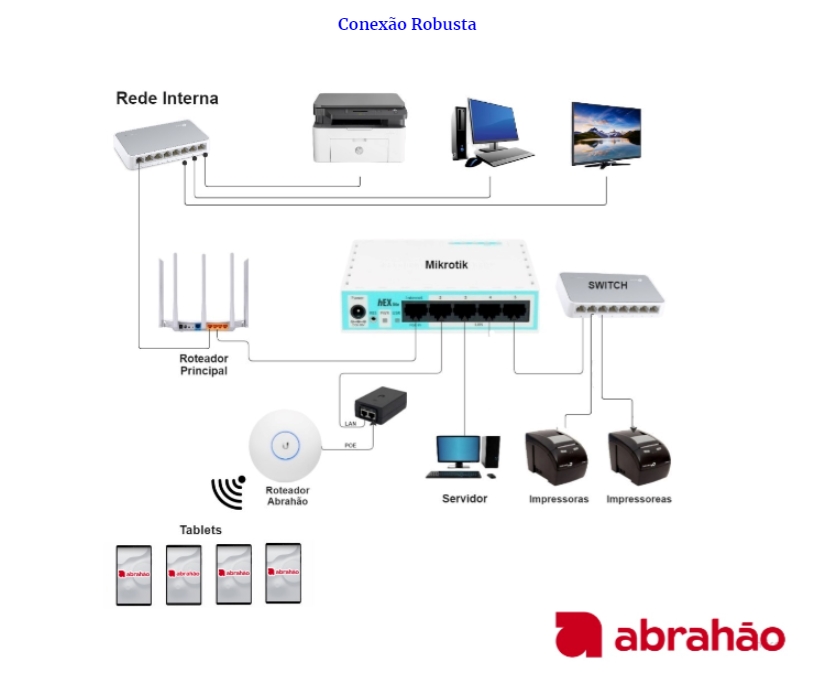 Conexão Robusta
Rede Interna
Mikrotik
hEX
SWITCH
Roteador
Principal
LAN
POE
Roteador
Abrahão
Servidor
Impressoras
Impressoreas
Tablets
abrahão
abrahão
abrahão
abrahão
abrahão